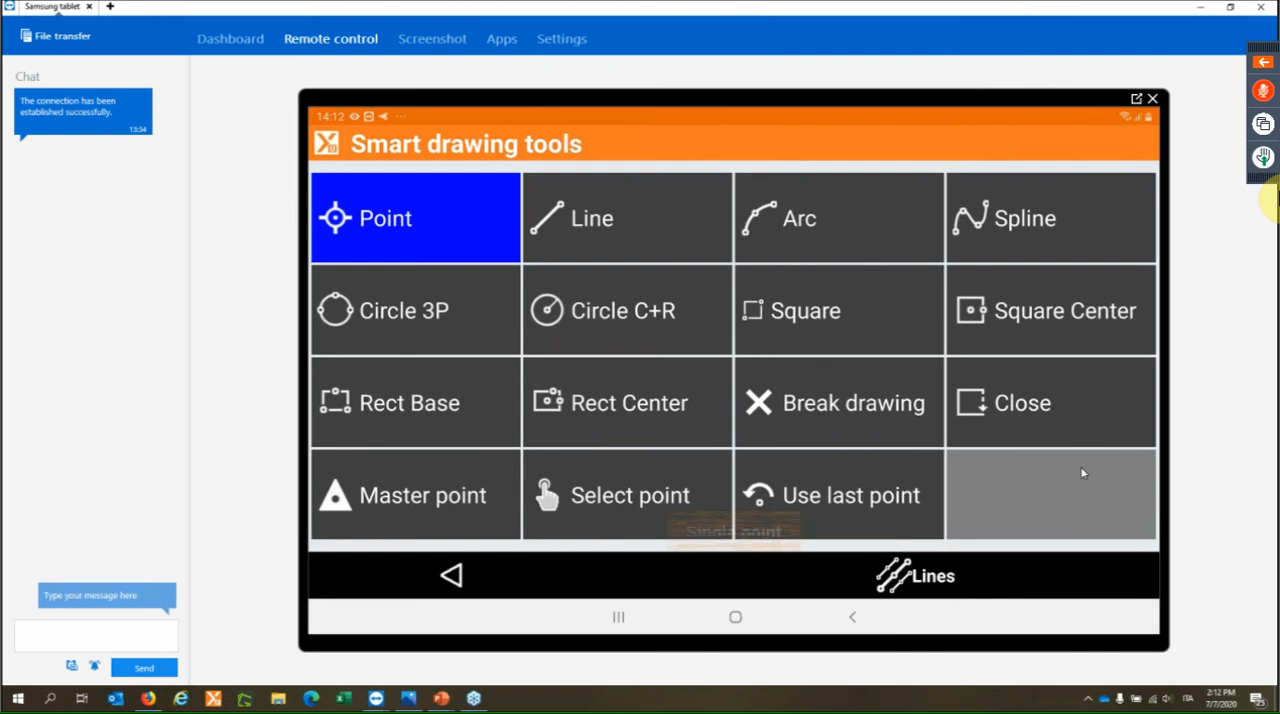 Samsung tablet
File transfer
Dashboard
Remote control
Screenshot
Apps
Settings
Chat
The connection has been
established successfully.
13:34
14:12
Smart drawing tools
Point
Line
Arc
Spline
Circle 3P
Circle C+R
Square
Square Center
Rect Base
Rect Center
Break drawing
Close
Master point
Select point
Use last point
Single point
Lines
Type your message here
Send
ITA
2:12 PM
7/7/2020
25